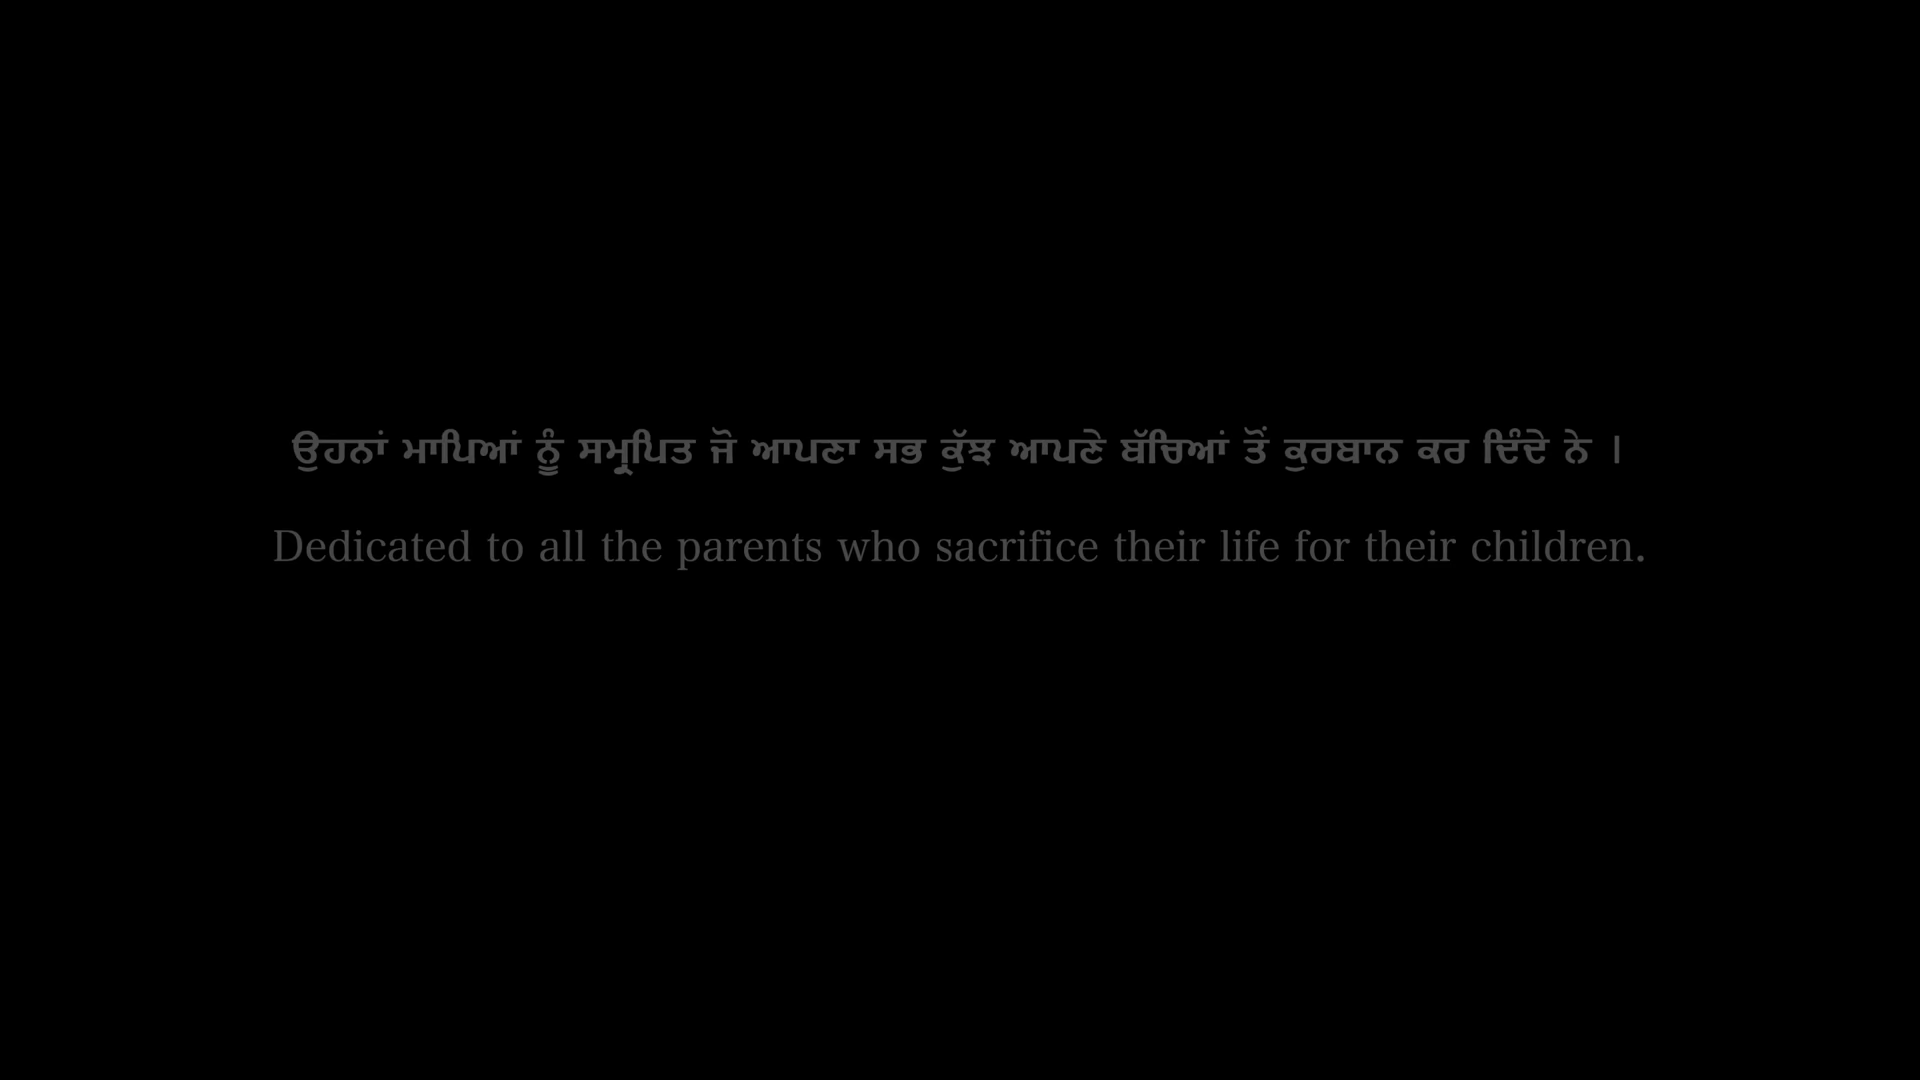 ਉਹਨਾਂ ਮਾਪਿਆਂ ਨੂੰ ਸਮ੍ਰਪਿਤ ਜੋ ਆਪਣਾ ਸਭ ਕੁੱਝ ਆਪਣੇ ਬੱਚਿਆਂ ਤੋਂ ਕੁਰਬਾਨ ਕਰ ਦਿੰਦੇ ਨੇ ।
Dedicated to all the parents who sacrifice their life for their children.